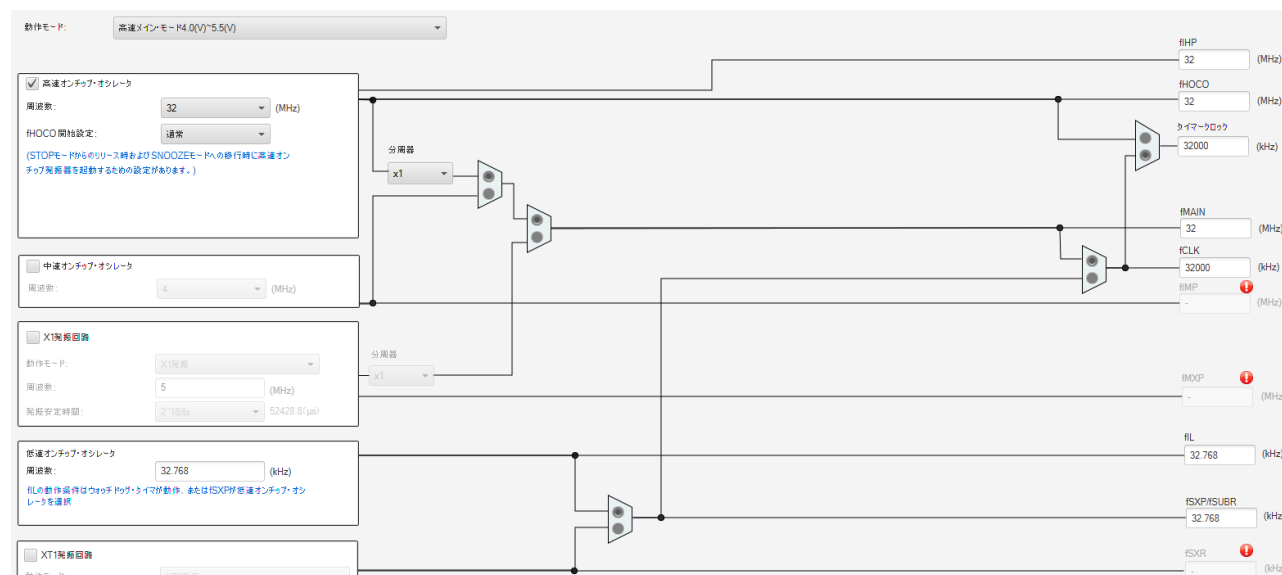 動作モード:
高速メイン・モード4.0(V)~5.5(V)
fIHP
32
(MHz)
高速オンチップ・オシレータ
周波数:
32
(MHz)
fHOCO
32
(MHz)
fHOCO 開始設定:
通常
(STOPモードからのリリース時およびSNOOZEモードへの移行時に高速オン
チップ発振器を起動するための設定があります。)
タイマークロック
32000
(kHz)
分周器
x1
fMAIN
32
(MHz)
fCLK
32000
(kHz)
中速オンチップ・オシレータ
周波数:
4
(MHz)
fIMP
-
(MHz)
X1発振回路
動作モード:
X1発振
周波数:
5
(MHz)
発振安定時間:
2^18/fx
52428.8(μs)
分周器
x1
fMXP
-
(MHz
低速オンチップ・オシレータ
周波数:
32.768
(kHz)
fILの動作条件はウォッチドッグ・タイマが動作、またはfSXPが低速オンチップ・オシ
レータを選択
fIL
32.768
(kHz)
fSXP/fSUBR
32.768
(kHz
XT1発振回路
fSXR
-
(kHz